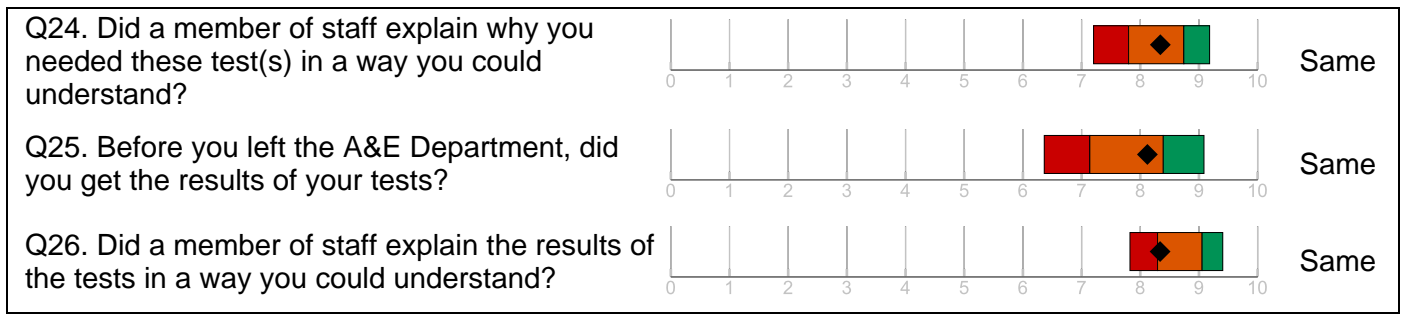 Q24. Did a member of staff explain why you
needed these test(s) in a way you could
understand?
0 1 2 3 4 5 6 7 8 9 10
Same
Q25. Before you left the A&E Department, did
you get the results of your tests?
0 1 2 3 4 5 6 7 8 9 10
Same
Q26. Did a member of staff explain the results of
the tests in a way you could understand?
0 1 2 3 4 5 6 7 8 9 10
Same